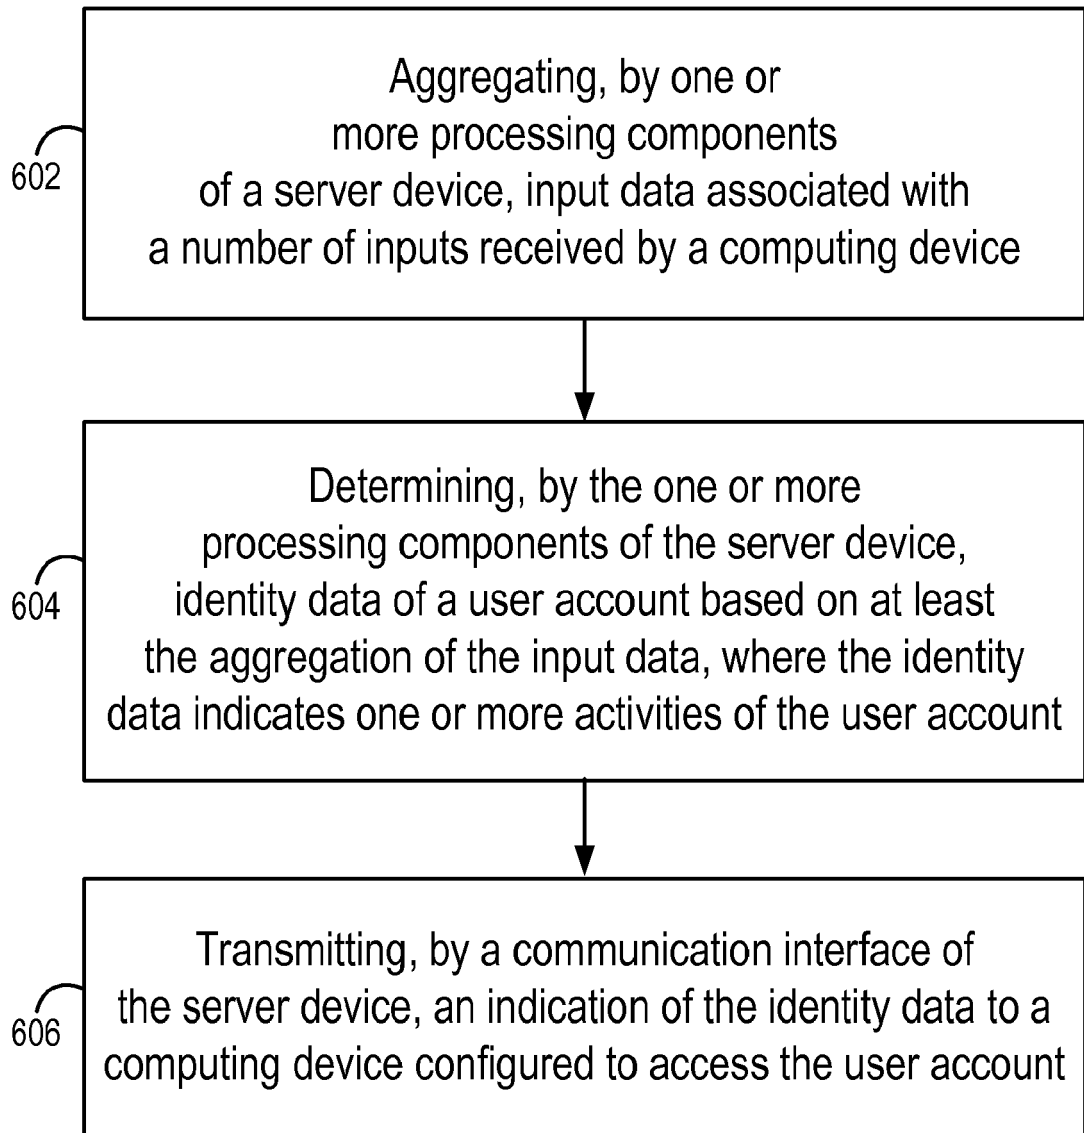 Aggregating, by one or
more processing components
of a server device, input data associated with
a number of inputs received by a computing device
602
Determining, by the one or more
processing components of the server device,
identity data of a user account based on at least
the aggregation of the input data, where the identity
data indicates one or more activities of the user account
604
Transmitting, by a communication interface of
the server device, an indication of the identity data to a
computing device configured to access the user account
606